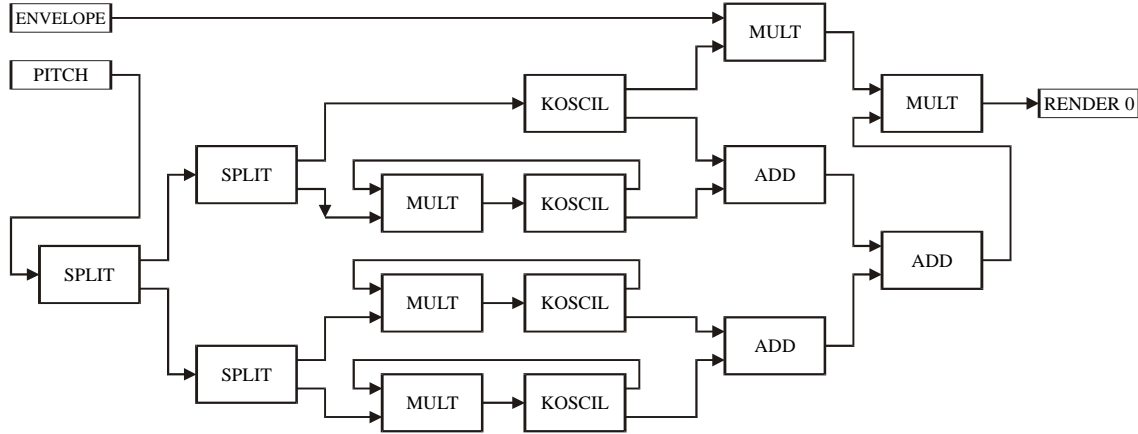 ENVELOPE
MULT
PITCH
KOSCIL
MULT
RENDER 0
SPLIT
MULT
KOSCIL
ADD
SPLIT
ADD
MULT
KOSCIL
SPLIT
ADD
MULT
KOSCIL